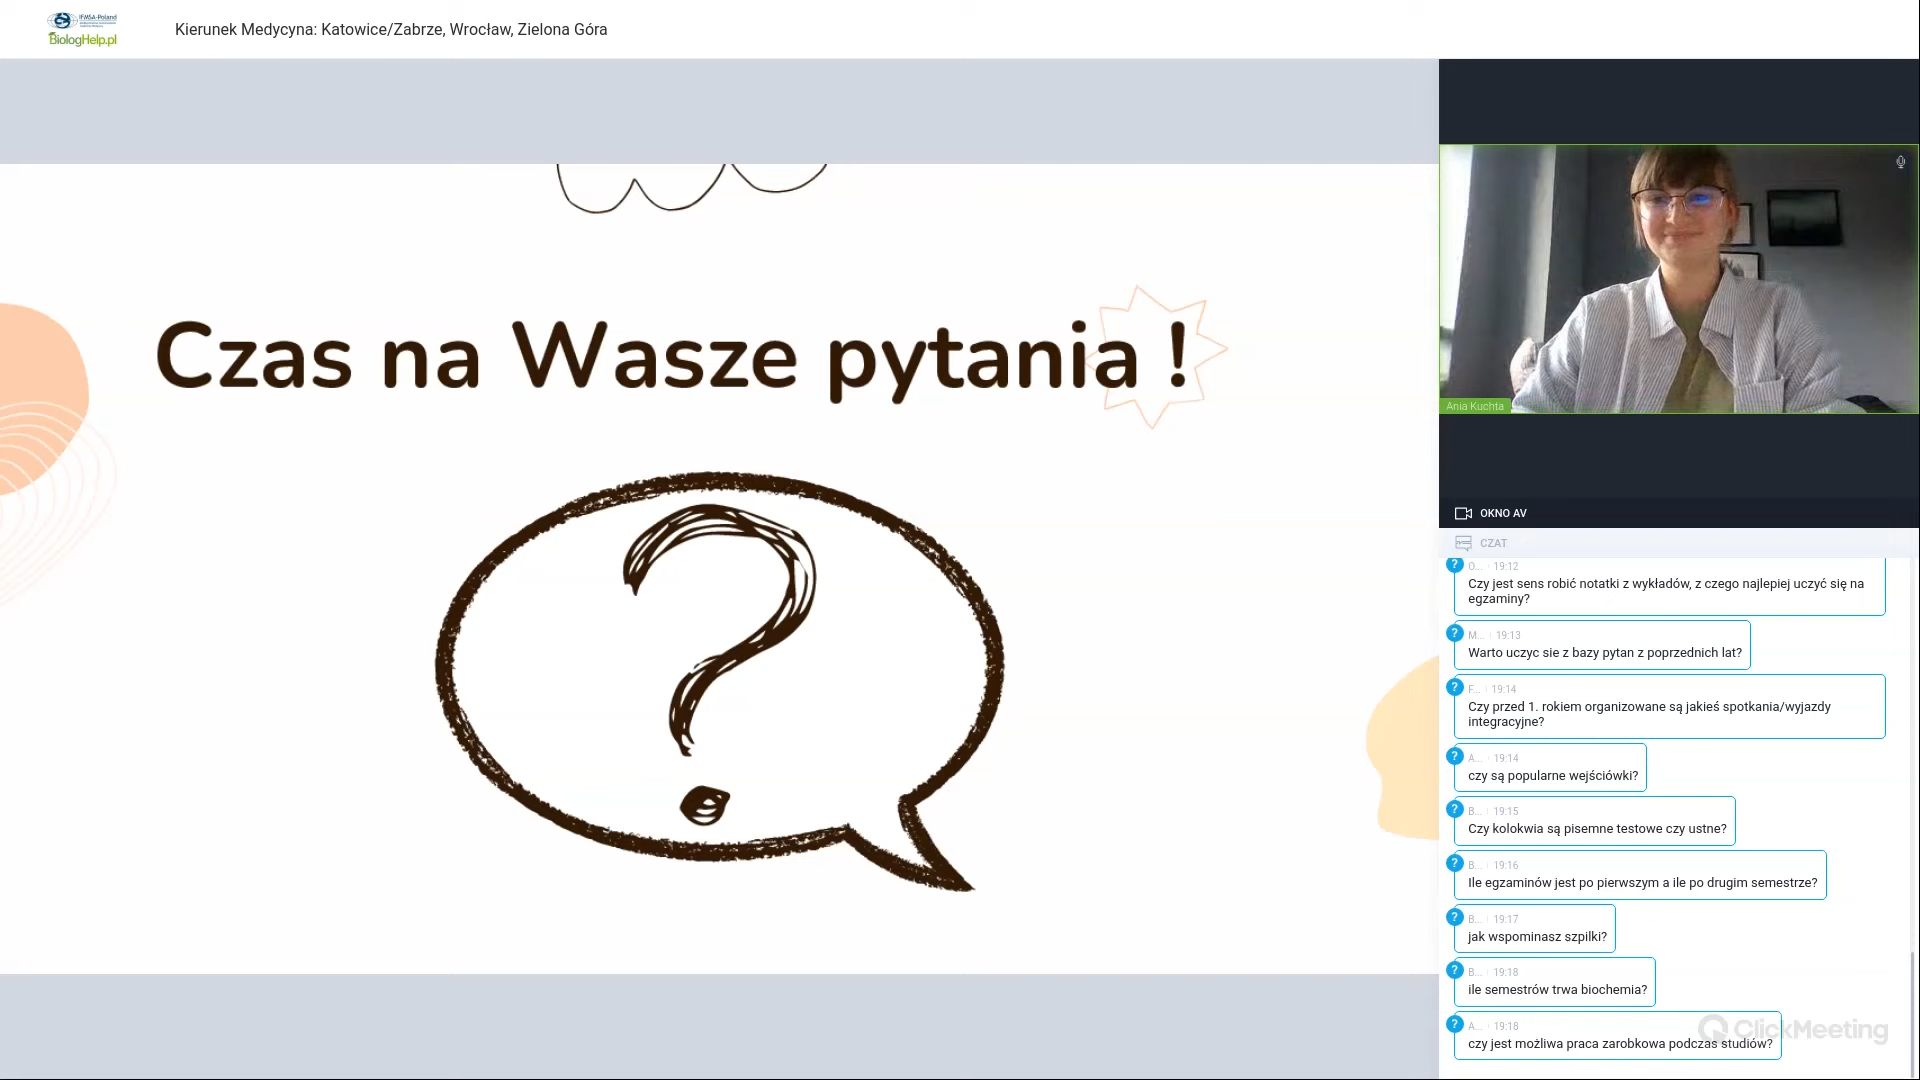 IFMSA-Poland
BiologHelp.pl
Kierunek Medycyna: Katowice/Zabrze, Wrocław, Zielona Góra
Czas na Wasze pytania !
?
Ania Kuchta
OKNO AV
CZAT
? O... 19:12
Czy jest sens robić notatki z wykładów, z czego najlepiej uczyć się na
egzaminy?
? M... 19:13
Warto uczyc sie z bazy pytan z poprzednich lat?
? F... 19:14
Czy przed 1. rokiem organizowane są jakieś spotkania/wyjazdy
integracyjne?
? A... 19:14
czy są popularne wejściówki?
? B... 19:15
Czy kolokwia są pisemne testowe czy ustne?
? B... 19:16
Ile egzaminów jest po pierwszym a ile po drugim semestrze?
? B... 19:17
jak wspominasz szpilki?
? B... 19:18
ile semestrów trwa biochemia?
? A... 19:18
czy jest możliwa praca zarobkowa podczas studiów?
ClickMeeting